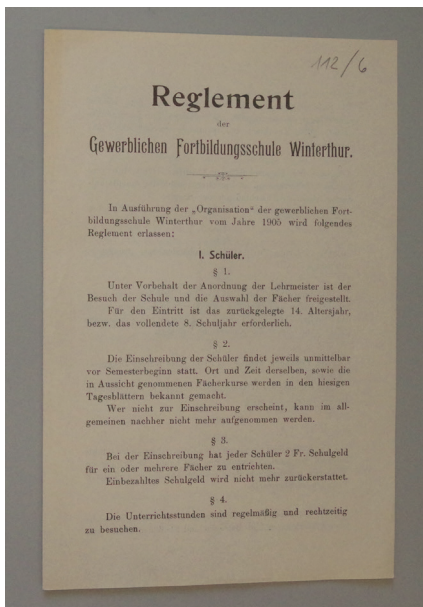 112/6
Reglement
der
Gewerblichen Fortbildungsschule Winterthur.
In Ausführung der „Organisation" der gewerblichen Fort-
bildungsschule Winterthur vom Jahre 1905 wird folgendes
Reglement erlassen:
I. Schüler.
§ 1.
Unter Vorbehalt der Anordnung der Lehrmeister ist der
Besuch der Schule und die Auswahl der Fächer freigestellt.
Für den Eintritt ist das zurückgelegte 14. Altersjahr,
bezw. das vollendete 8. Schuljahr erforderlich.
§ 2.
Die Einschreibung der Schüler findet jeweils unmittelbar
vor Semesterbeginn statt. Ort und Zeit derselben, sowie die
in Aussicht genommenen Fächerkurse werden in den hiesigen
Tagesblättern bekannt gemacht.
Wer nicht zur Einschreibung erscheint, kann im all-
gemeinen nachher nicht mehr aufgenommen werden.
§ 3.
Bei der Einschreibung hat jeder Schüler 2 Fr. Schulgeld
für ein oder mehrere Fächer zu entrichten.
Einbezahltes Schulgeld wird nicht mehr zurückerstattet.
§ 4.
Die Unterrichtsstunden sind regelmäßig und rechtzeitig
zu besuchen.